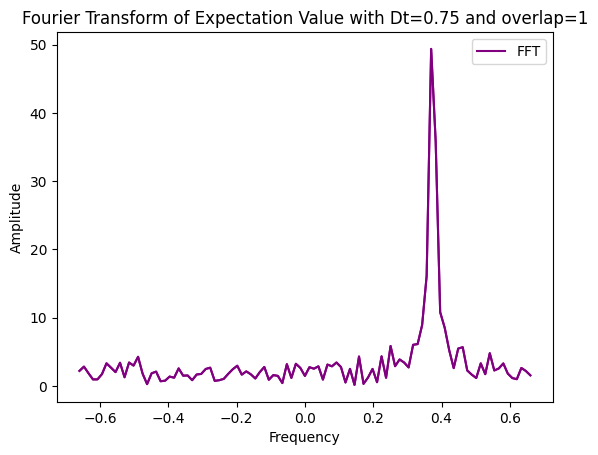 Fourier Transform of Expectation Value with Dt=0.75 and overlap=1
FFT
50
40
30
20
10
0
Amplitude
−0.6 −0.4 −0.2 0.0 0.2 0.4 0.6
Frequency